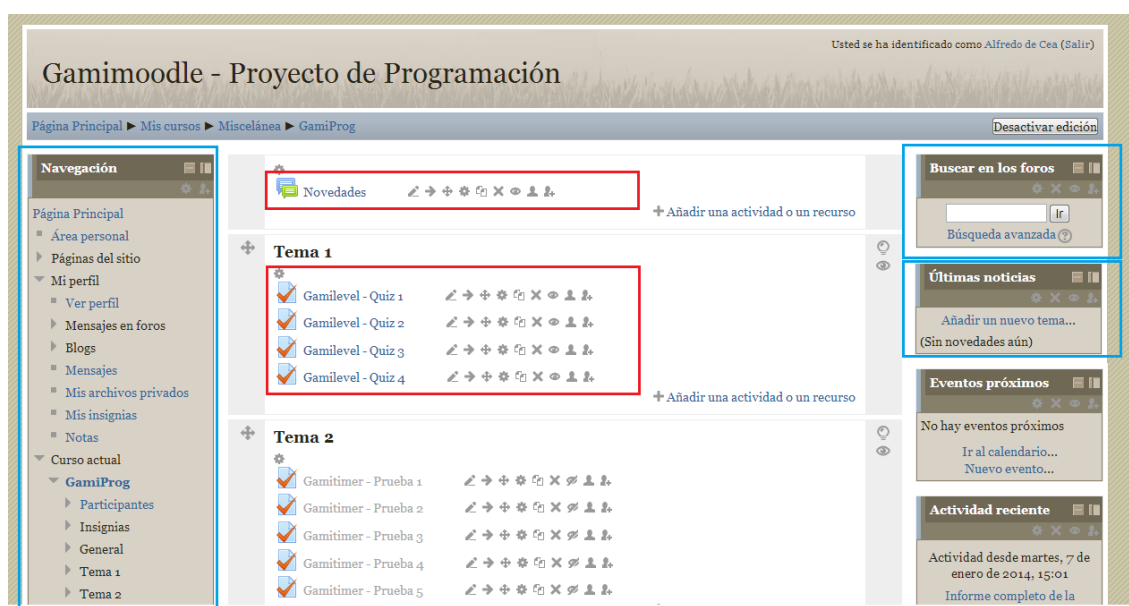 Usted se ha identificado como Alfredo de Cea (Salir)
Gamimoodle - Proyecto de Programación
Página Principal ► Mis cursos ► Miscelánea ► GamiProg
Desactivar edición
Navegación
Página Principal
Área personal
Páginas del sitio
Mi perfil
Ver perfil
Mensajes en foros
Blogs
Mensajes
Mis archivos privados
Mis insignias
Notas
Curso actual
GamiProg
Participantes
Insignias
General
Tema 1
Tema 2
Novedades
Añadir una actividad o un recurso
Tema 1
Gamilevel - Quiz 1
Gamilevel - Quiz 2
Gamilevel - Quiz 3
Gamilevel - Quiz 4
Añadir una actividad o un recurso
Tema 2
Gamitimer - Prueba 1
Gamitimer - Prueba 2
Gamitimer - Prueba 3
Gamitimer - Prueba 4
Gamitimer - Prueba 5
Buscar en los foros
Ir
Búsqueda avanzada
Últimas noticias
Añadir un nuevo tema...
(Sin novedades aún)
Eventos próximos
No hay eventos próximos
Ir al calendario...
Nuevo evento...
Actividad reciente
Actividad desde martes, 7 de
enero de 2014, 15:01
Informe completo de la